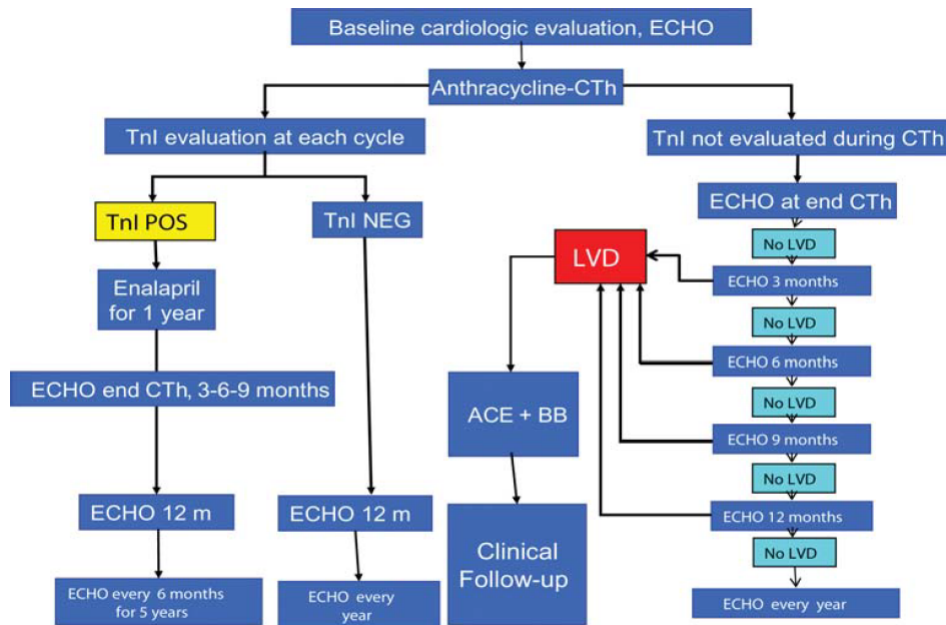 Baseline cardiologic evaluation, ECHO
Anthracycline-CTh
TnI evaluation at each cycle
TnI not evaluated during CTh
TnI POS
TnI NEG
ECHO at end CTh
No LVD
LVD
ECHO 3 months
Enalapril
for 1 year
No LVD
ECHO 6 months
ECHO end CTh, 3-6-9 months
No LVD
ACE + BB
ECHO 9 months
No LVD
ECHO 12 m
ECHO 12 m
ECHO 12 months
Clinical
Follow-up
No LVD
ECHO every 6 months
for 5 years
ECHO every
year
ECHO every year